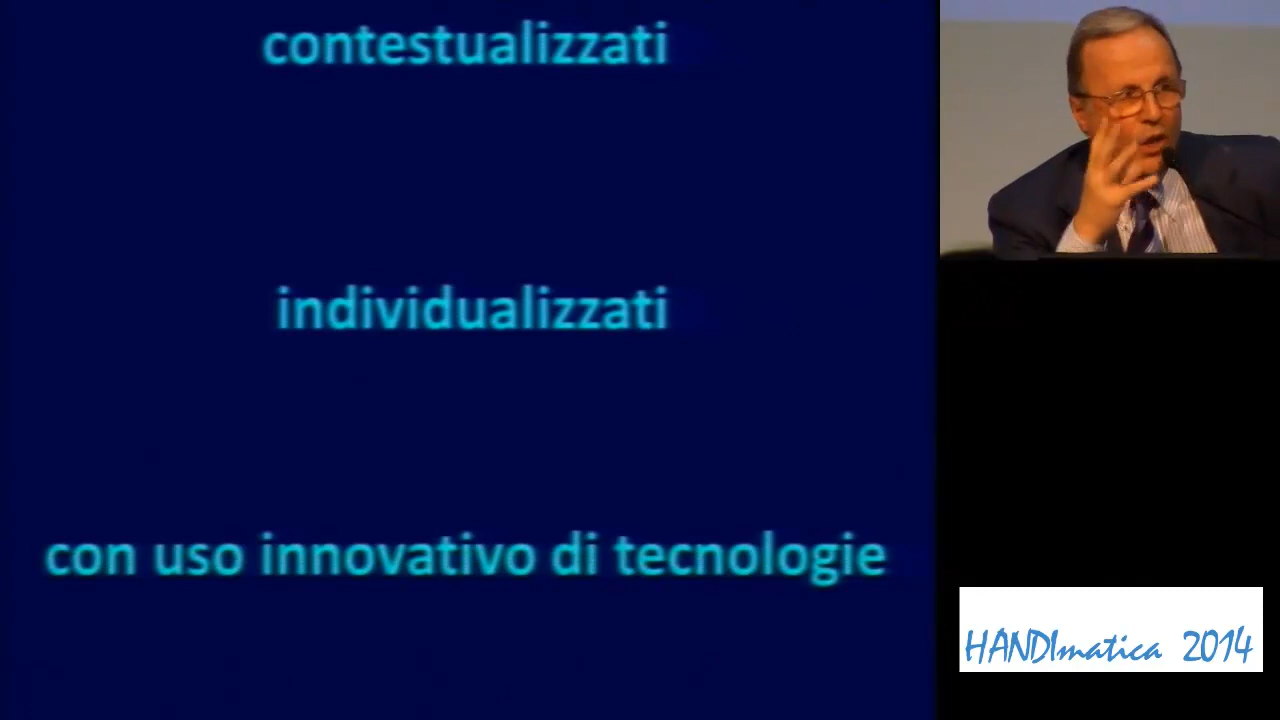 contestualizzati
individualizzati
con uso innovativo di tecnologie
HANDImatica 2014